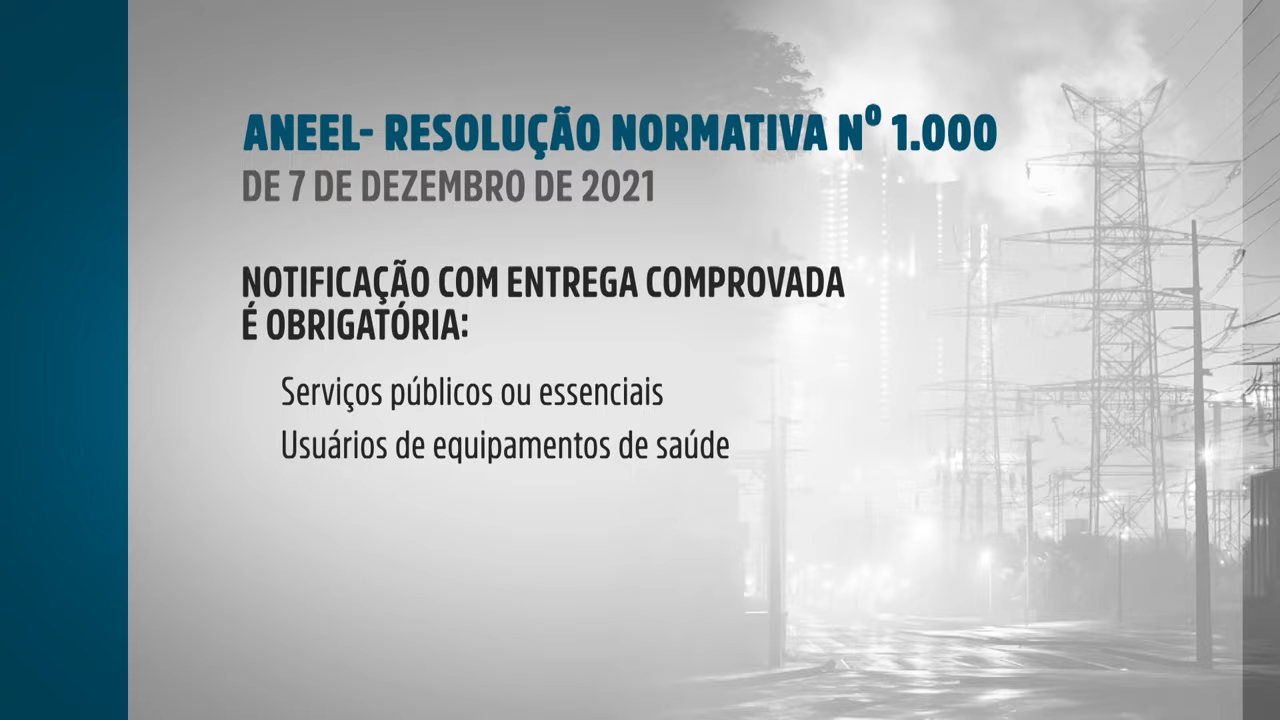 ANEEL- RESOLUÇÃO NORMATIVA Nº 1.000
DE 7 DE DEZEMBRO DE 2021
NOTIFICAÇÃO COM ENTREGA COMPROVADA
É OBRIGATÓRIA:
Serviços públicos ou essenciais
Usuários de equipamentos de saúde